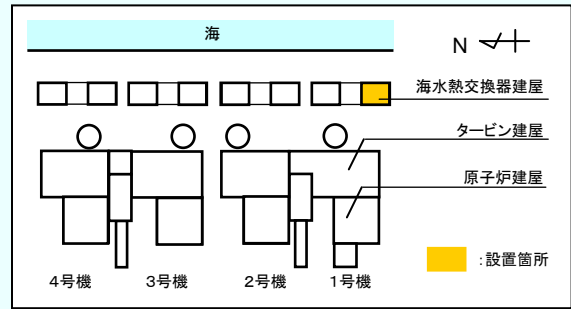 海
N
海水熱交換器建屋
タービン建屋
原子炉建屋
:設置箇所
4号機
3号機
2号機
1号機